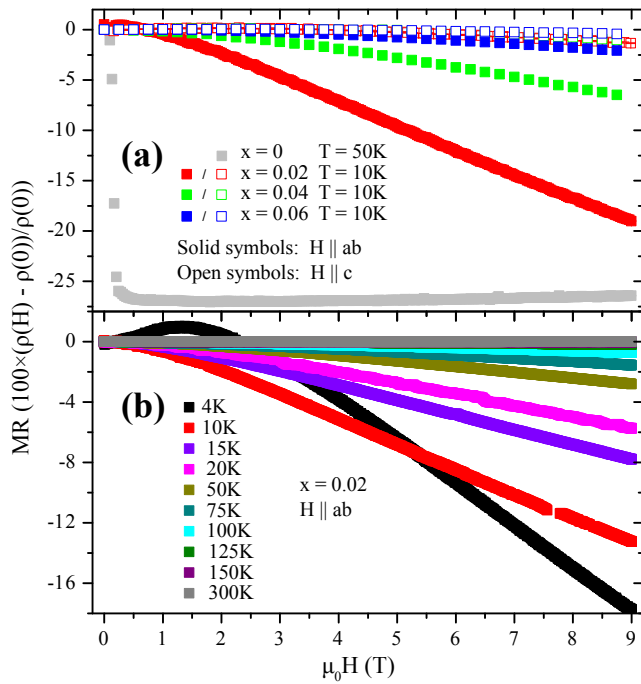 MR (100×(ρ(H) - ρ(0))/ρ(0))
0
-5
-10
-15
-20
-25
(a)
x = 0 T = 50K
/ x = 0.02 T = 10K
/ x = 0.04 T = 10K
/ x = 0.06 T = 10K
Solid symbols: H || ab
Open symbols: H || c
0
-4
-8
-12
-16
(b)
4K
10K
15K
20K
50K
75K
100K
125K
150K
300K
x = 0.02
H || ab
0 1 2 3 4 5 6 7 8 9
μ₀H (T)